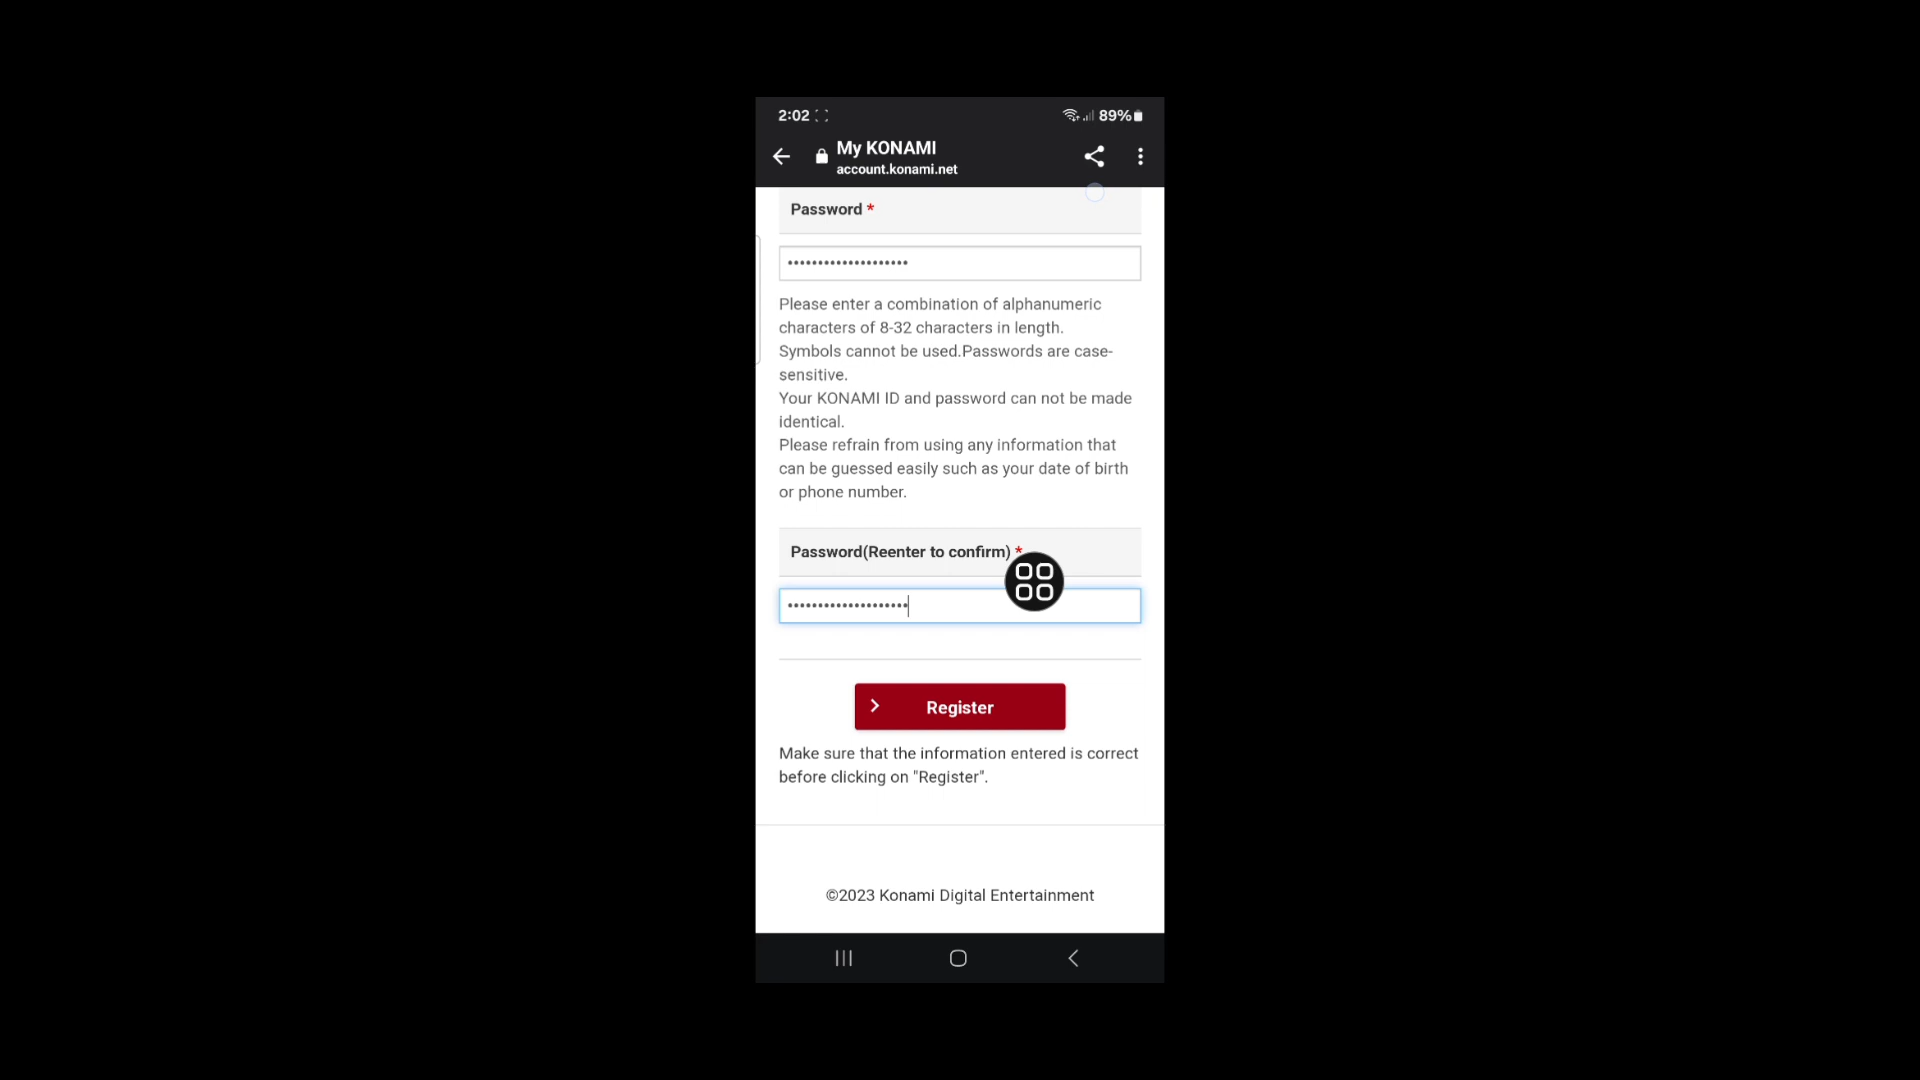 2:02 89%
My KONAMI
account.konami.net
Password *
••••••••••••••••••••
Please enter a combination of alphanumeric
characters of 8-32 characters in length.
Symbols cannot be used.Passwords are case-
sensitive.
Your KONAMI ID and password can not be made
identical.
Please refrain from using any information that
can be guessed easily such as your date of birth
or phone number.
Password(Reenter to confirm) *
••••••••••••••••••••
Register
Make sure that the information entered is correct
before clicking on "Register".
©2023 Konami Digital Entertainment